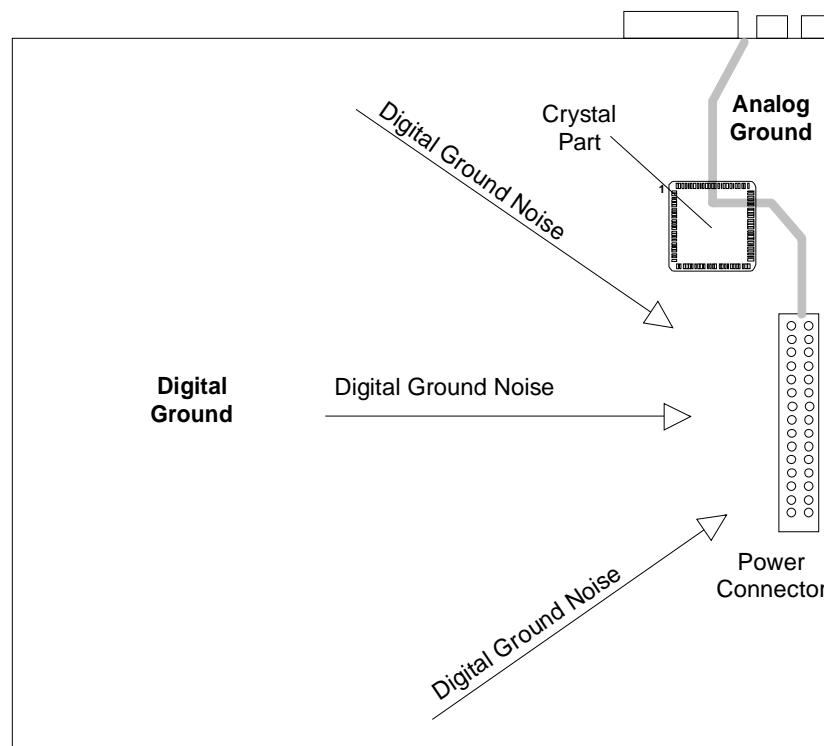 Digital Ground Noise
Crystal
Part
Analog
Ground
1
Digital
Ground
Digital Ground Noise
Digital Ground Noise
Power
Connector